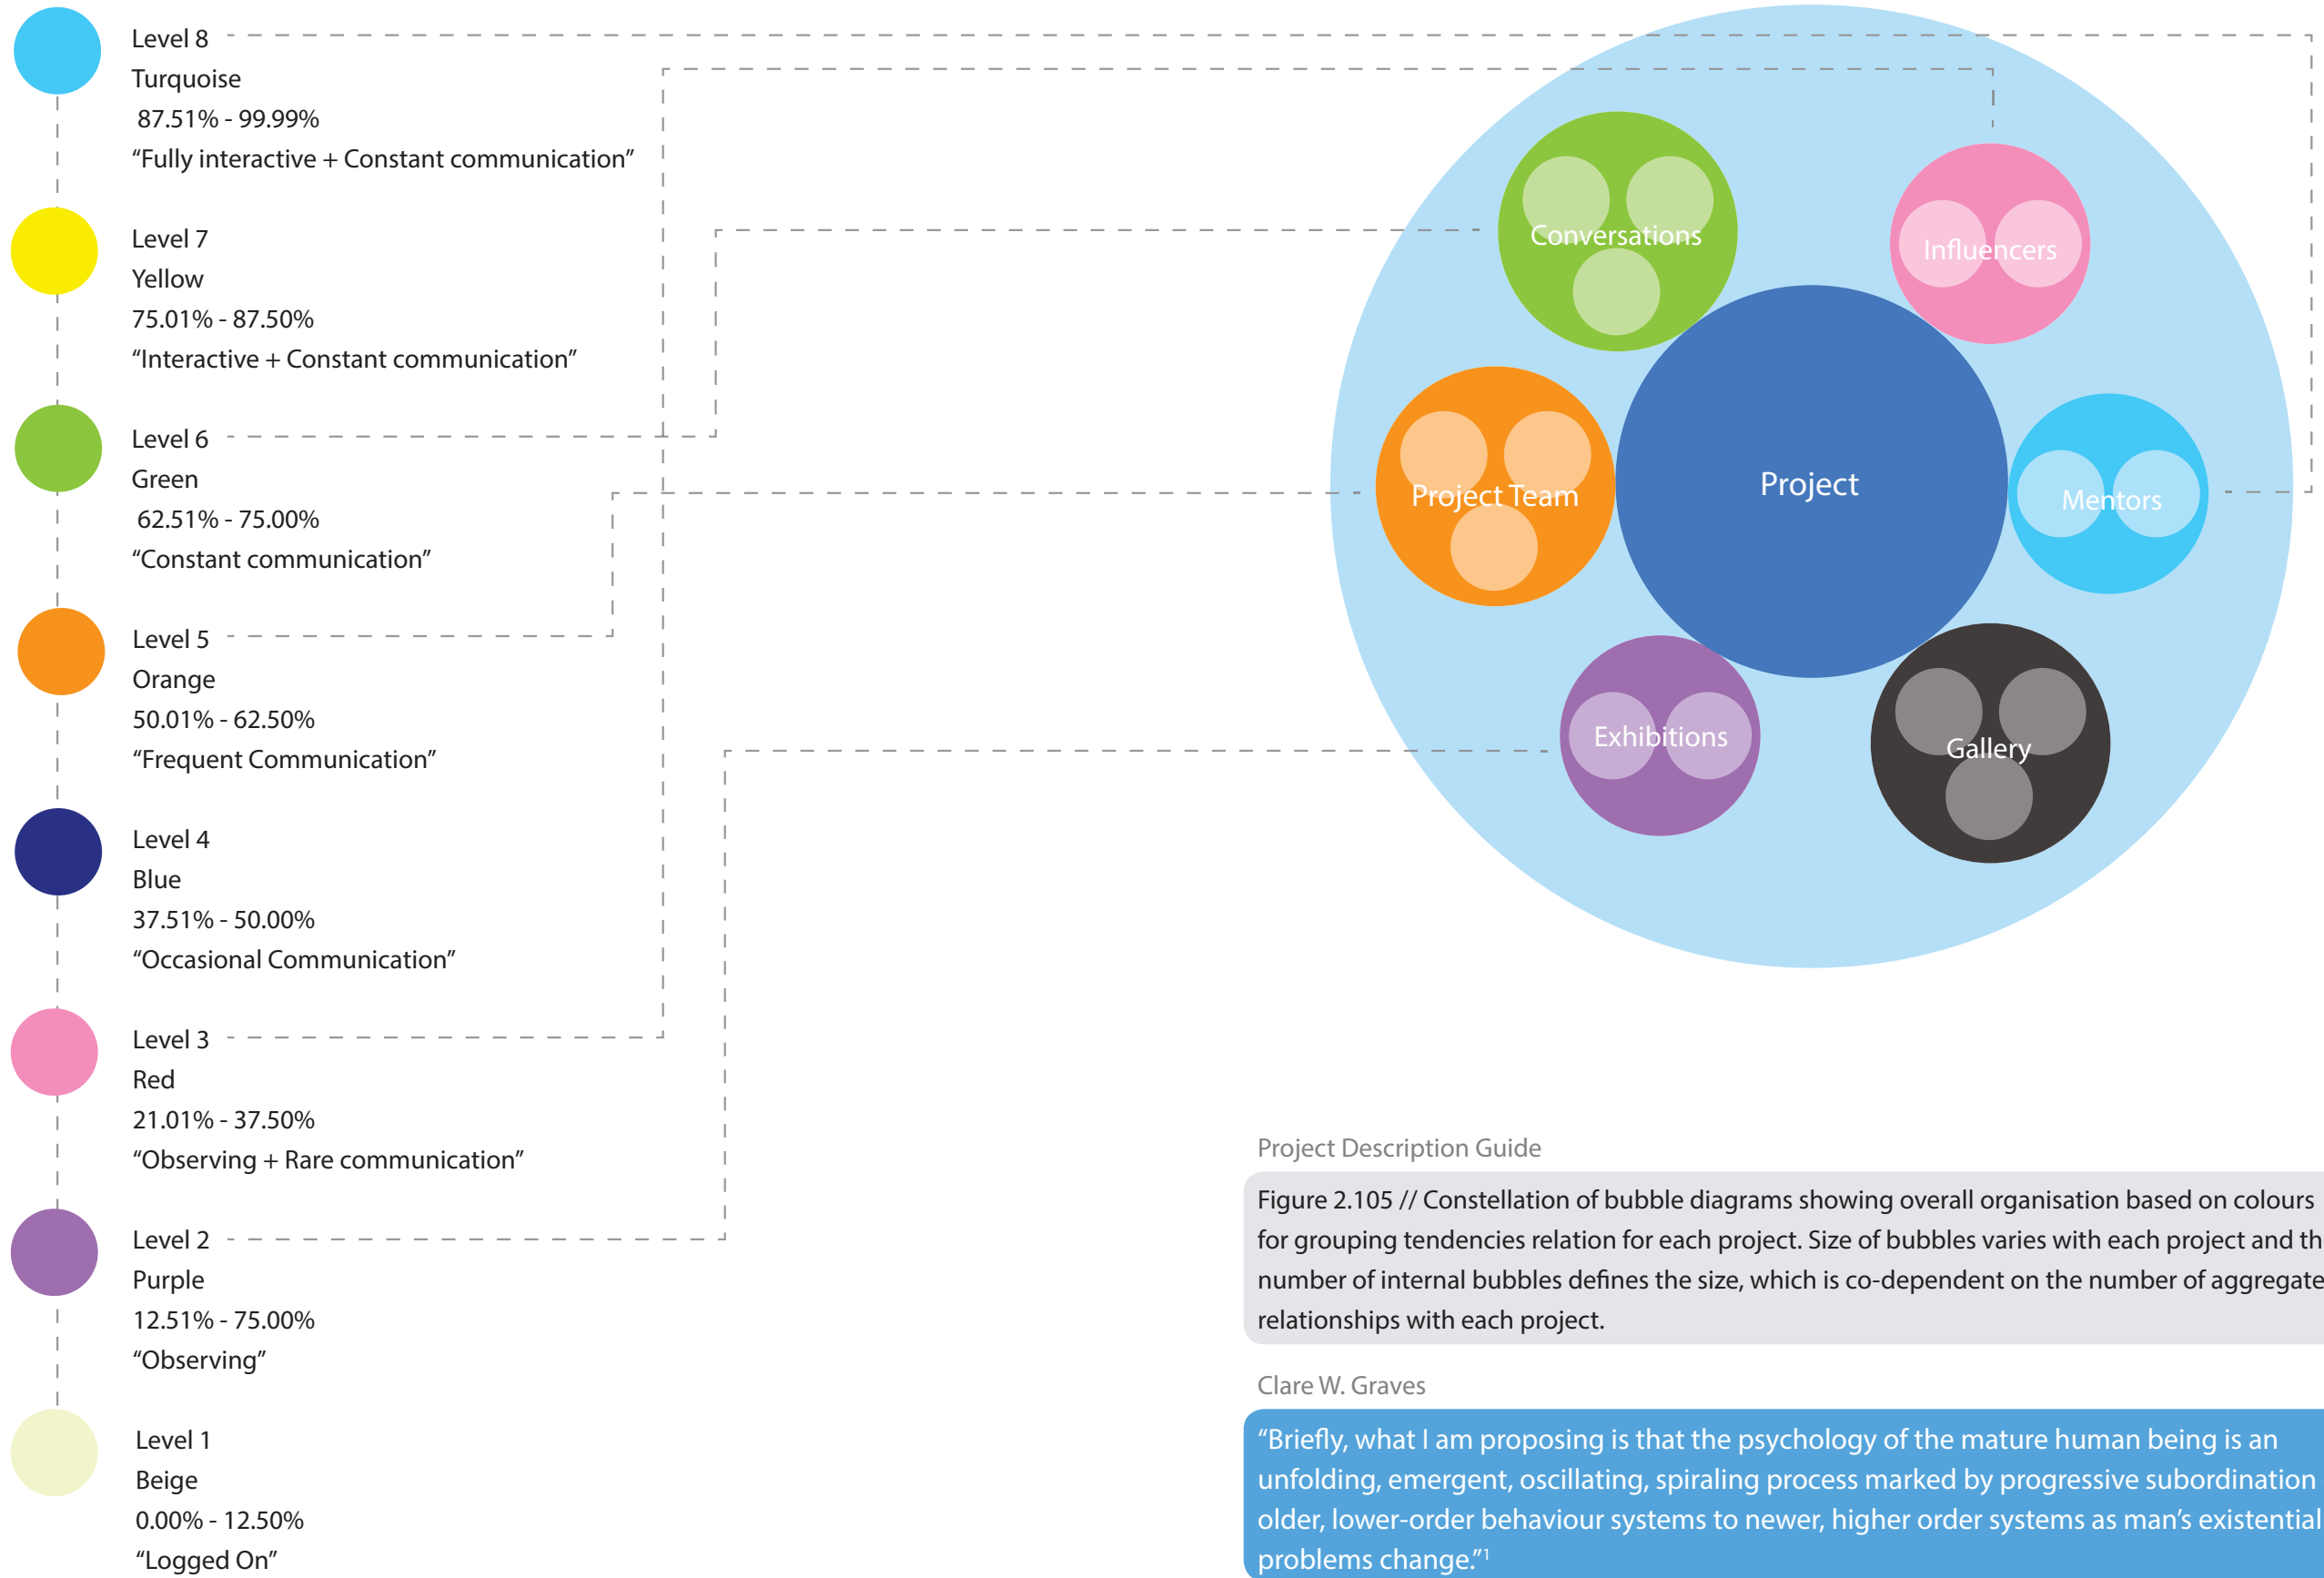 Level 8
Turquoise
87.51% - 99.99%
“Fully interactive + Constant communication”
Level 7
Yellow
75.01% - 87.50%
“Interactive + Constant communication”
Level 6
Green
62.51% - 75.00%
“Constant communication”
Level 5
Orange
50.01% - 62.50%
“Frequent Communication”
Level 4
Blue
37.51% - 50.00%
“Occasional Communication”
Level 3
Red
21.01% - 37.50%
“Observing + Rare communication”
Level 2
Purple
12.51% - 75.00%
“Observing”
Level 1
Beige
0.00% - 12.50%
“Logged On”
Conversations
Influencers
Project Team
Project
Mentors
Exhibitions
Gallery
Project Description Guide
Figure 2.105 // Constellation of bubble diagrams showing overall organisation based on colours
for grouping tendencies relation for each project. Size of bubbles varies with each project and th
number of internal bubbles defines the size, which is co-dependent on the number of aggregate
relationships with each project.
Clare W. Graves
“Briefly, what I am proposing is that the psychology of the mature human being is an
unfolding, emergent, oscillating, spiraling process marked by progressive subordination
older, lower-order behaviour systems to newer, higher order systems as man’s existential
problems change.”¹